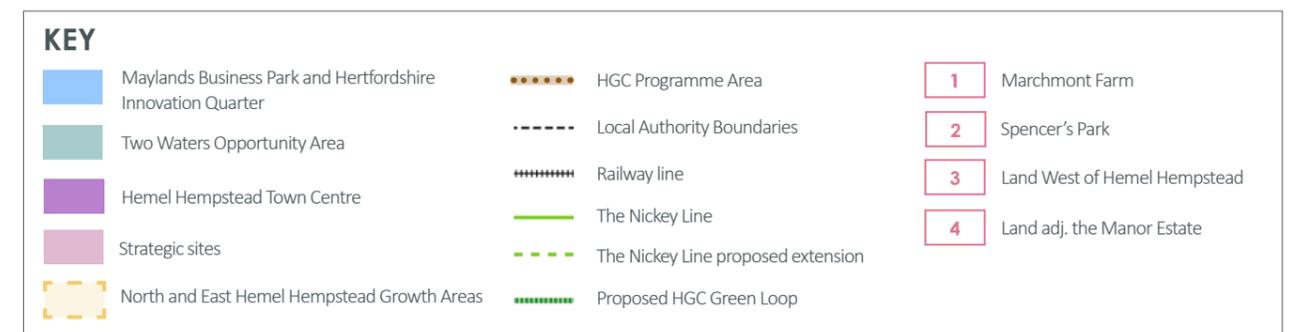 KEY
Maylands Business Park and Hertfordshire
Innovation Quarter
Two Waters Opportunity Area
Hemel Hempstead Town Centre
Strategic sites
North and East Hemel Hempstead Growth Areas
HGC Programme Area
Local Authority Boundaries
Railway line
The Nickey Line
The Nickey Line proposed extension
Proposed HGC Green Loop
1 Marchmont Farm
2 Spencer’s Park
3 Land West of Hemel Hempstead
4 Land adj. the Manor Estate